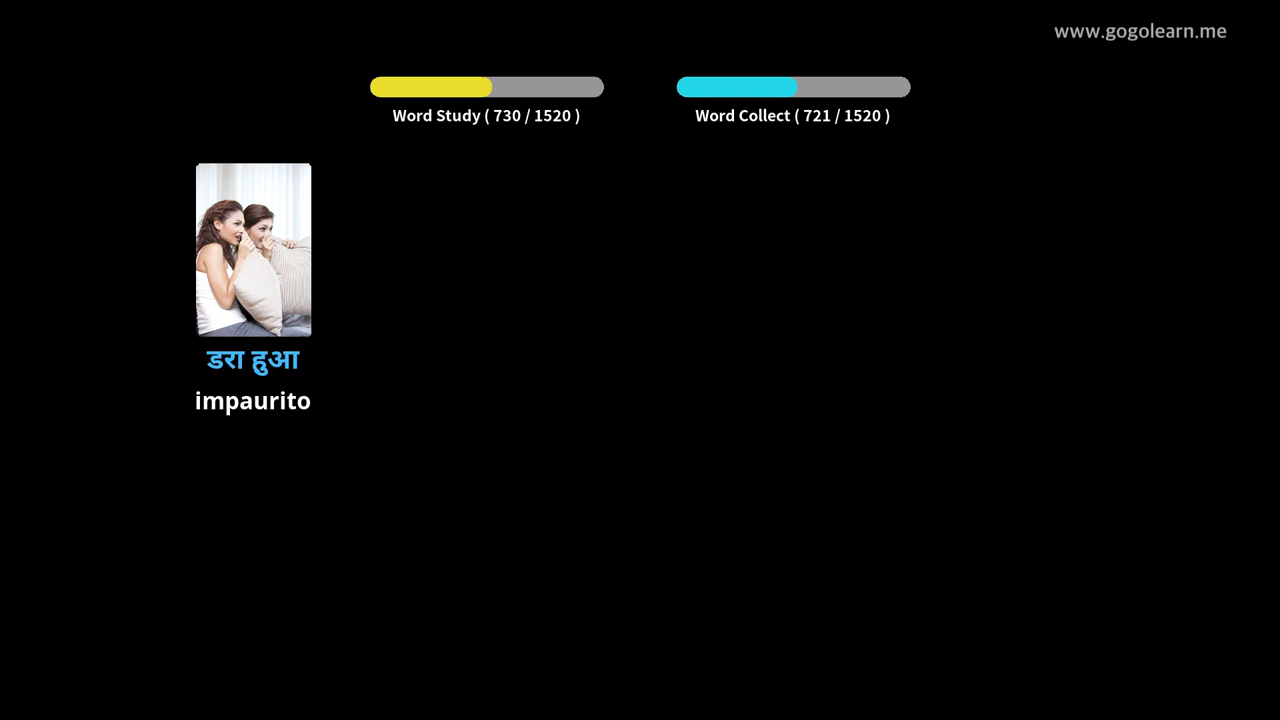 www.gogolearn.me
Word Study ( 730 / 1520 )
Word Collect ( 721 / 1520 )
डरा हुआ
impaurito